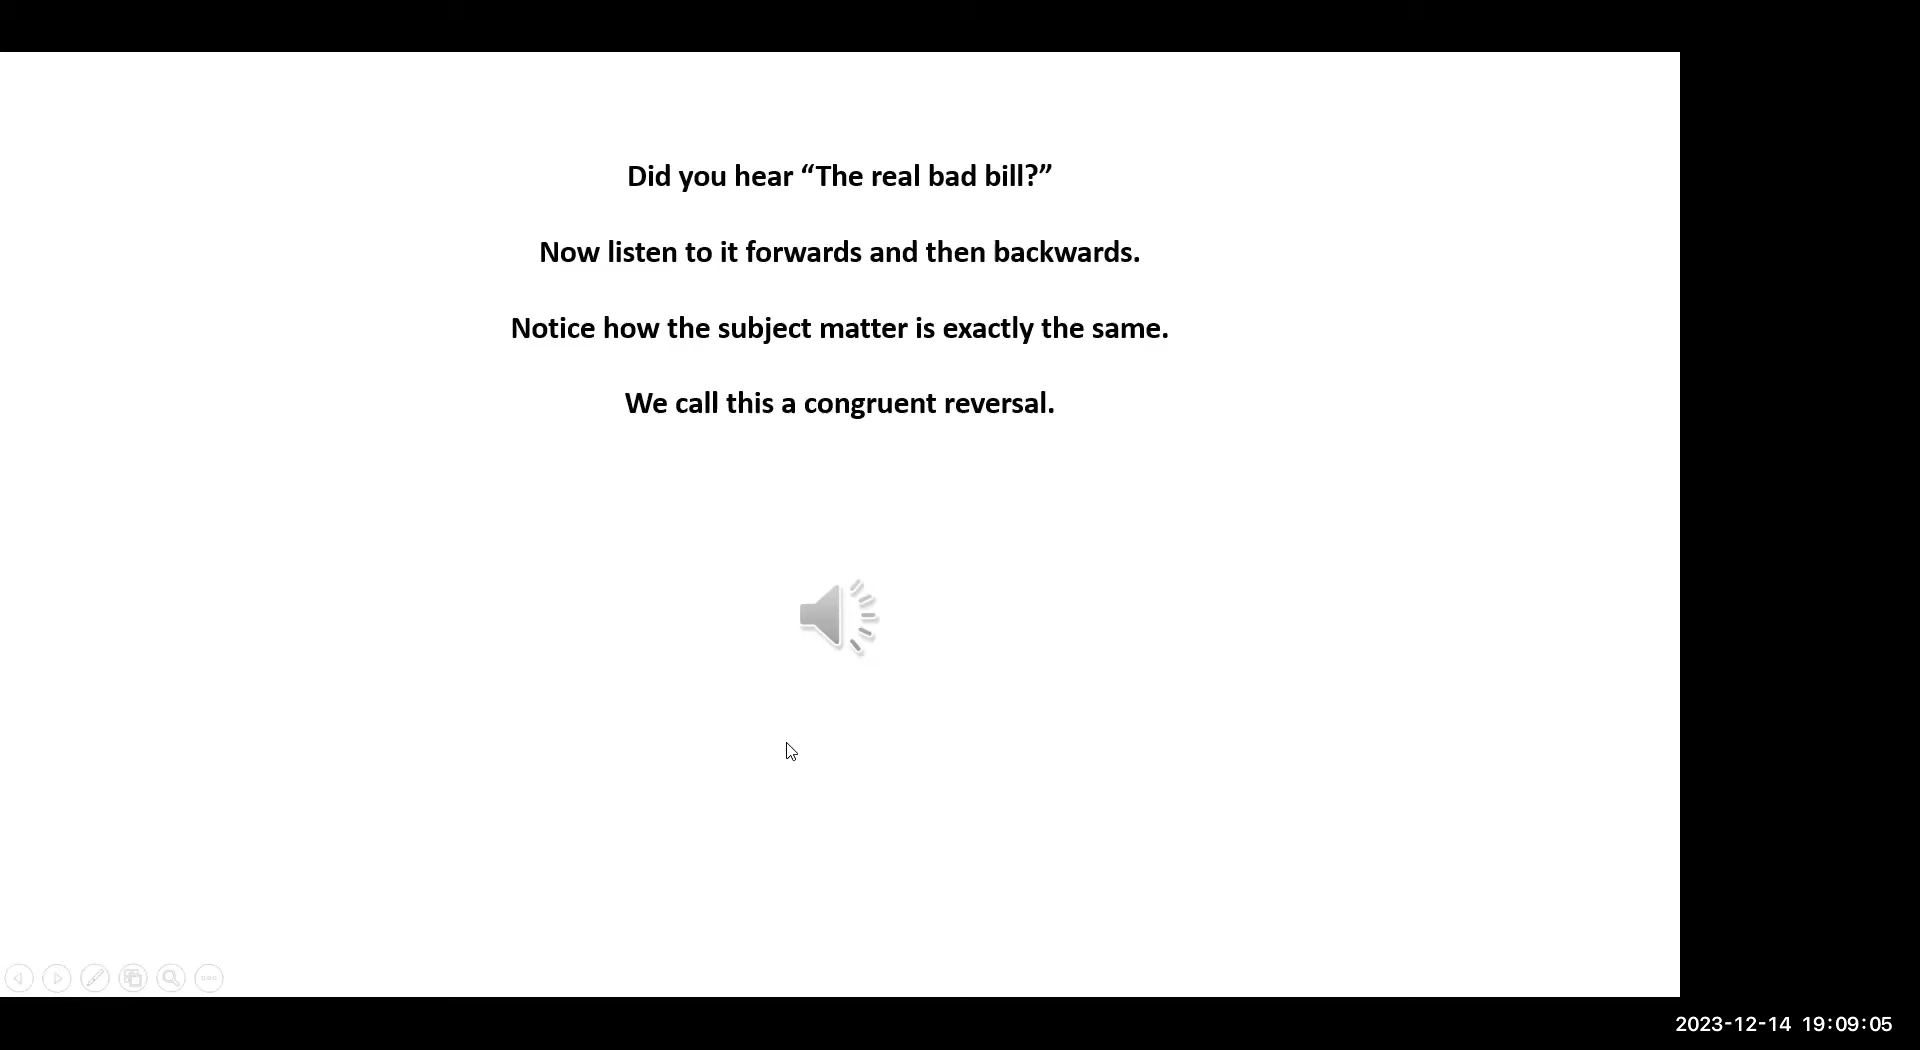 Did you hear “The real bad bill?”
Now listen to it forwards and then backwards.
Notice how the subject matter is exactly the same.
We call this a congruent reversal.
2023-12-14 19:09:05